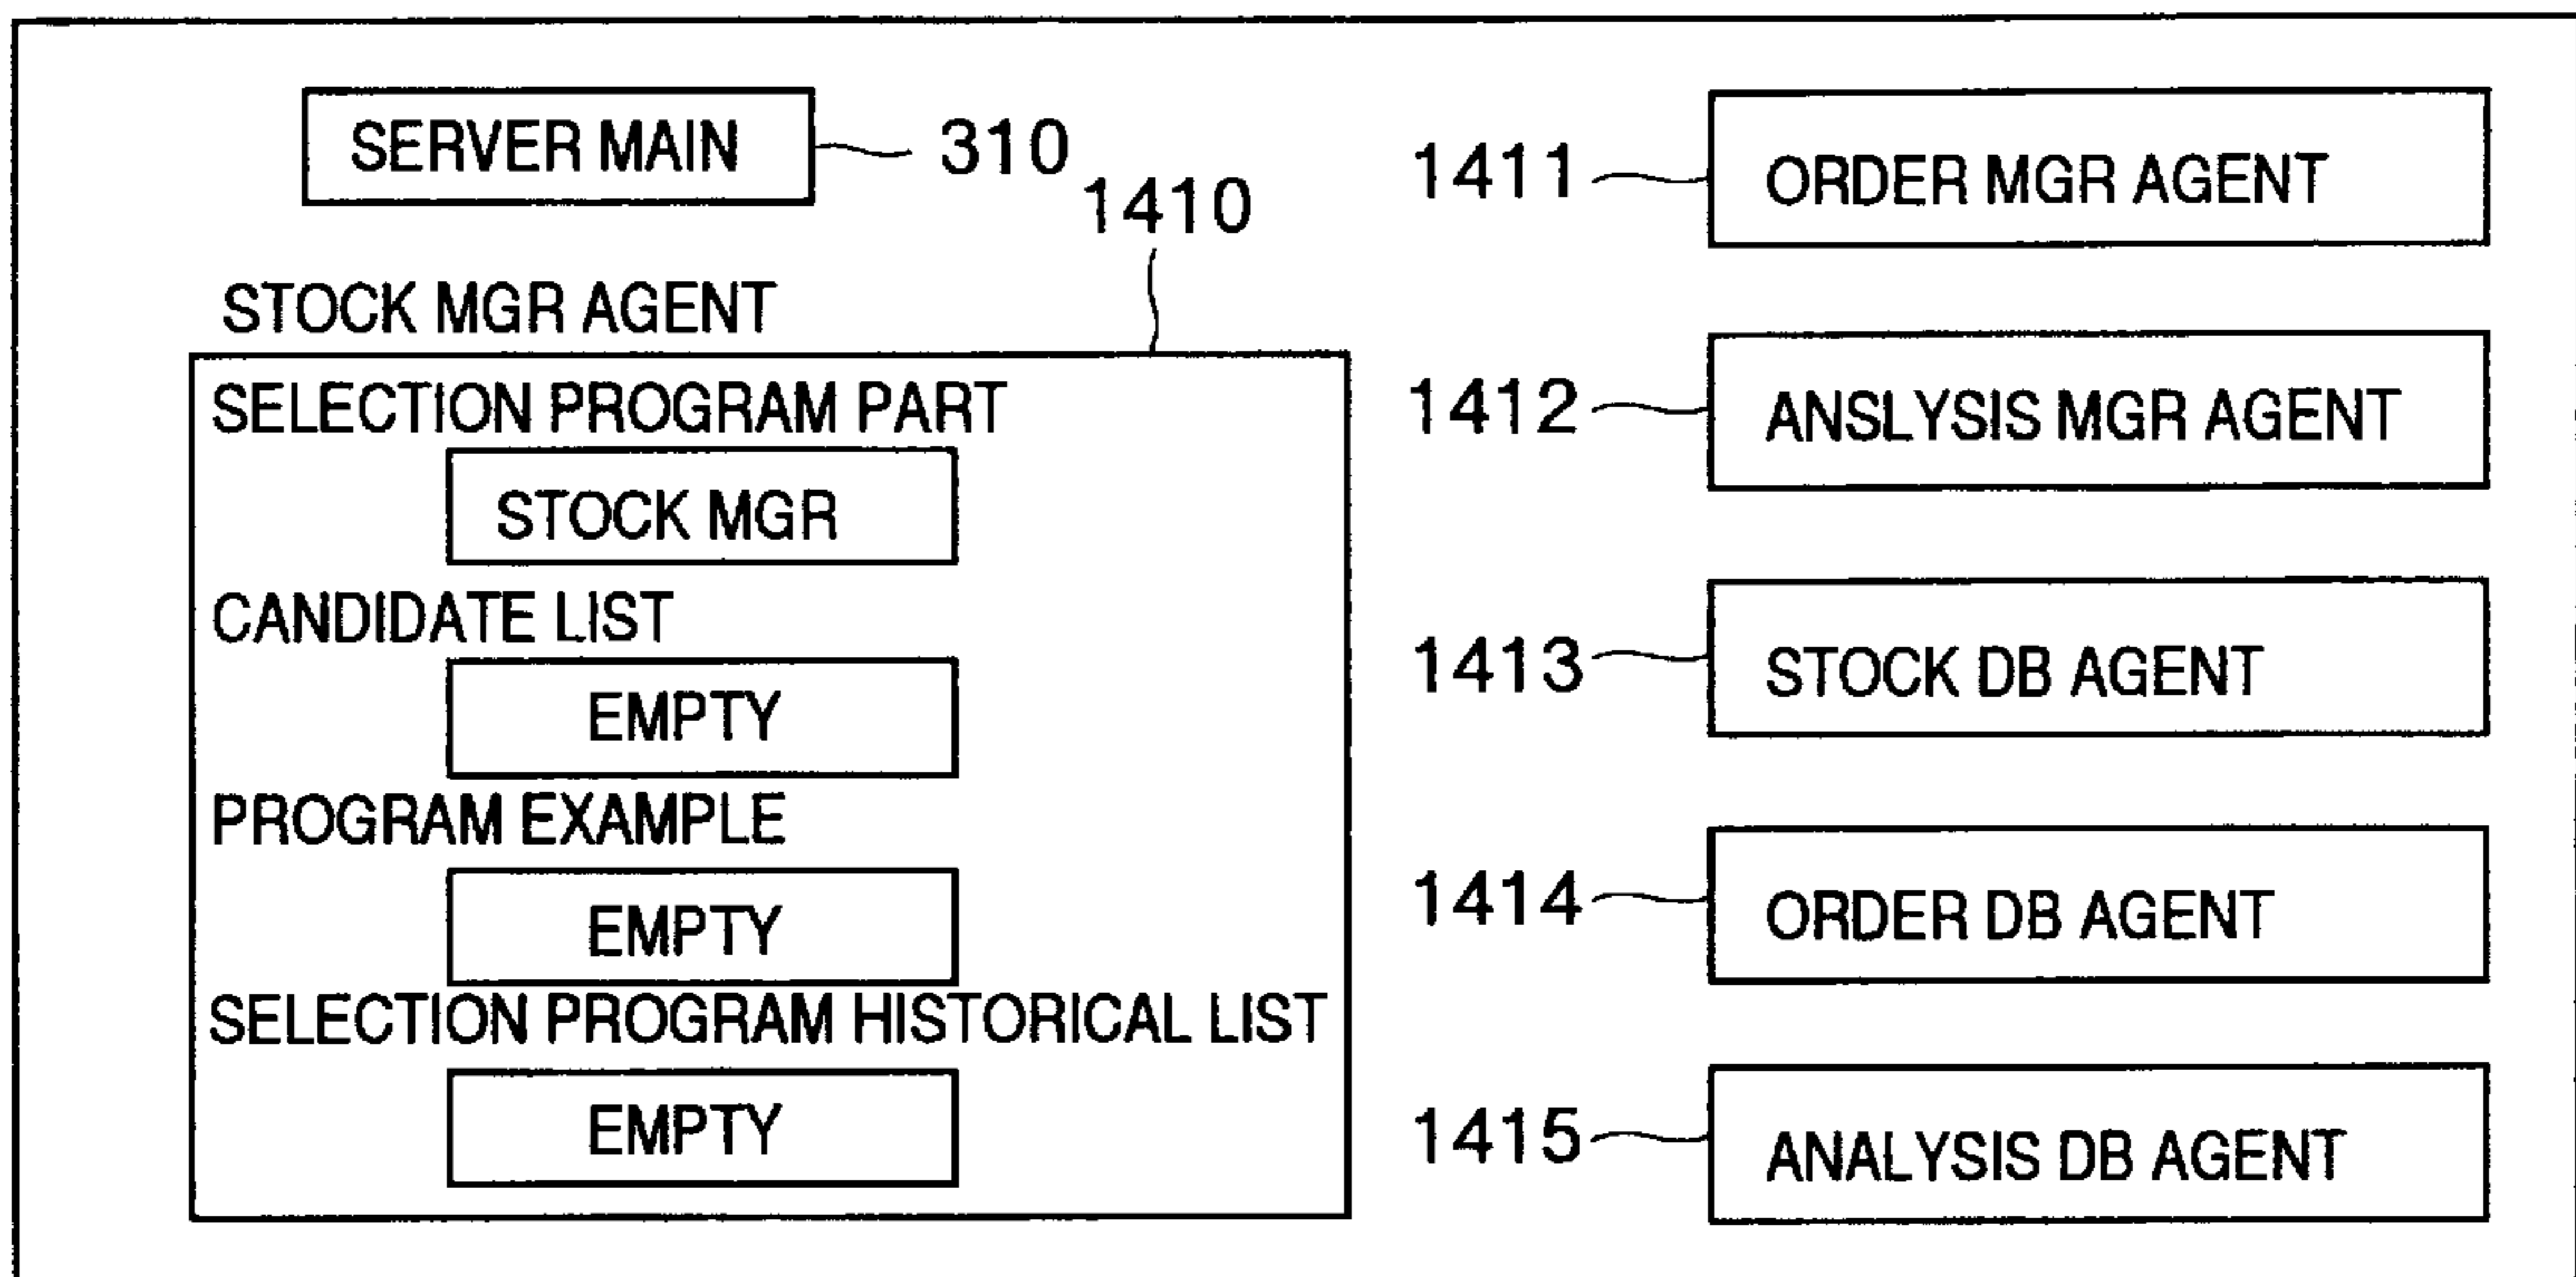 SERVER MAIN
310
1410
STOCK MGR AGENT
SELECTION PROGRAM PART
STOCK MGR
CANDIDATE LIST
EMPTY
PROGRAM EXAMPLE
EMPTY
SELECTION PROGRAM HISTORICAL LIST
EMPTY
1411
ORDER MGR AGENT
1412
ANSLYSIS MGR AGENT
1413
STOCK DB AGENT
1414
ORDER DB AGENT
1415
ANALYSIS DB AGENT